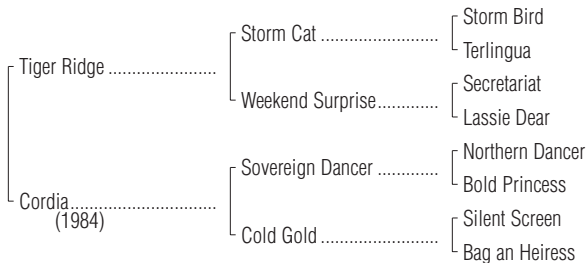 Storm Bird
Storm Cat ..........................
Terlingua
Tiger Ridge ........................
Secretariat
Weekend Surprise.............
Lassie Dear
Northern Dancer
Sovereign Dancer .............
Bold Princess
Cordia.................................
(1984)
Silent Screen
Cold Gold ..........................
Bag an Heiress